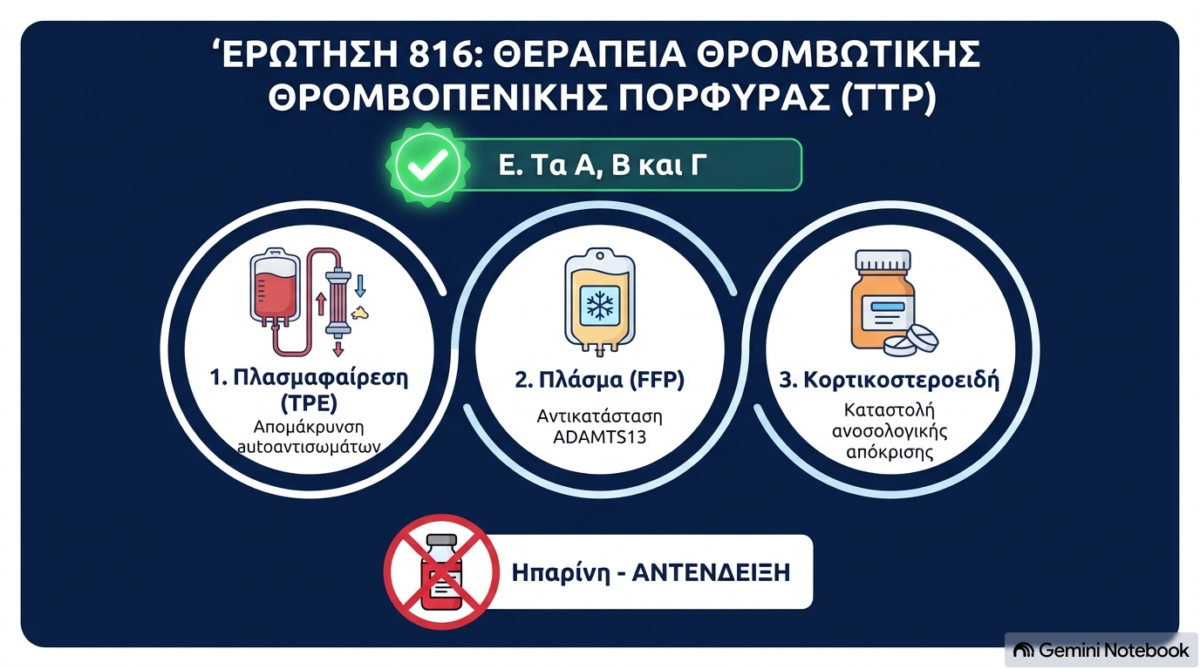 ‘ΕΡΩΤΗΣΗ 816: ΘΕΡΑΠΕΙΑ ΘΡΟΜΒΩΤΙΚΗΣ
ΘΡΟΜΒΟΠΕΝΙΚΗΣ ΠΟΡΦΥΡΑΣ (TTP)
Ε. Τα Α, Β και Γ
1. Πλασμαφαίρεση
(TPE)
Απομάκρυνση
autoαντισωμάτων
2. Πλάσμα (FFP)
Αντικατάσταση
ADAMTS13
3. Κορτικοστεροειδή
Καταστολή
ανοσολογικής
απόκρισης
Ηπαρίνη - ΑΝΤΕΝΔΕΙΞΗ
Gemini Notebook